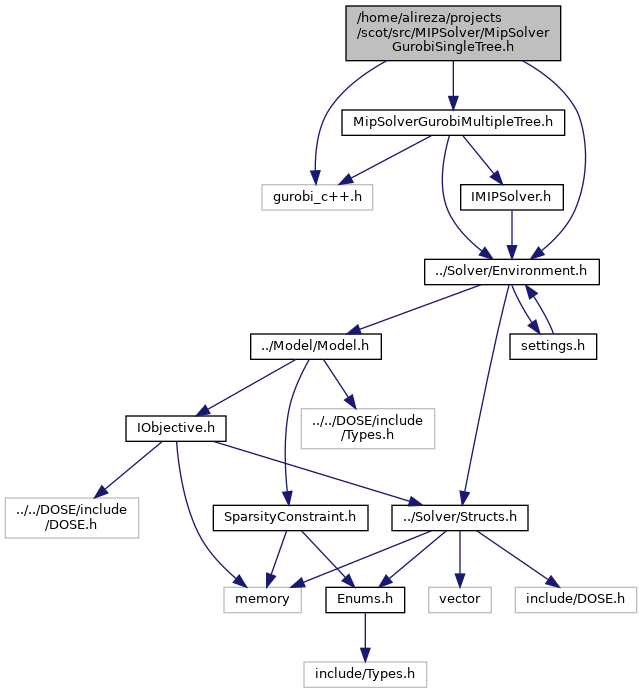 /home/alireza/projects
/scot/src/MIPSolver/MipSolver
GurobiSingleTree.h
MipSolverGurobiMultipleTree.h
gurobi_c++.h
IMIPSolver.h
../Solver/Environment.h
../Model/Model.h
settings.h
IObjective.h
../../DOSE/include
/Types.h
../../DOSE/include
/DOSE.h
SparsityConstraint.h
../Solver/Structs.h
memory
Enums.h
vector
include/DOSE.h
include/Types.h